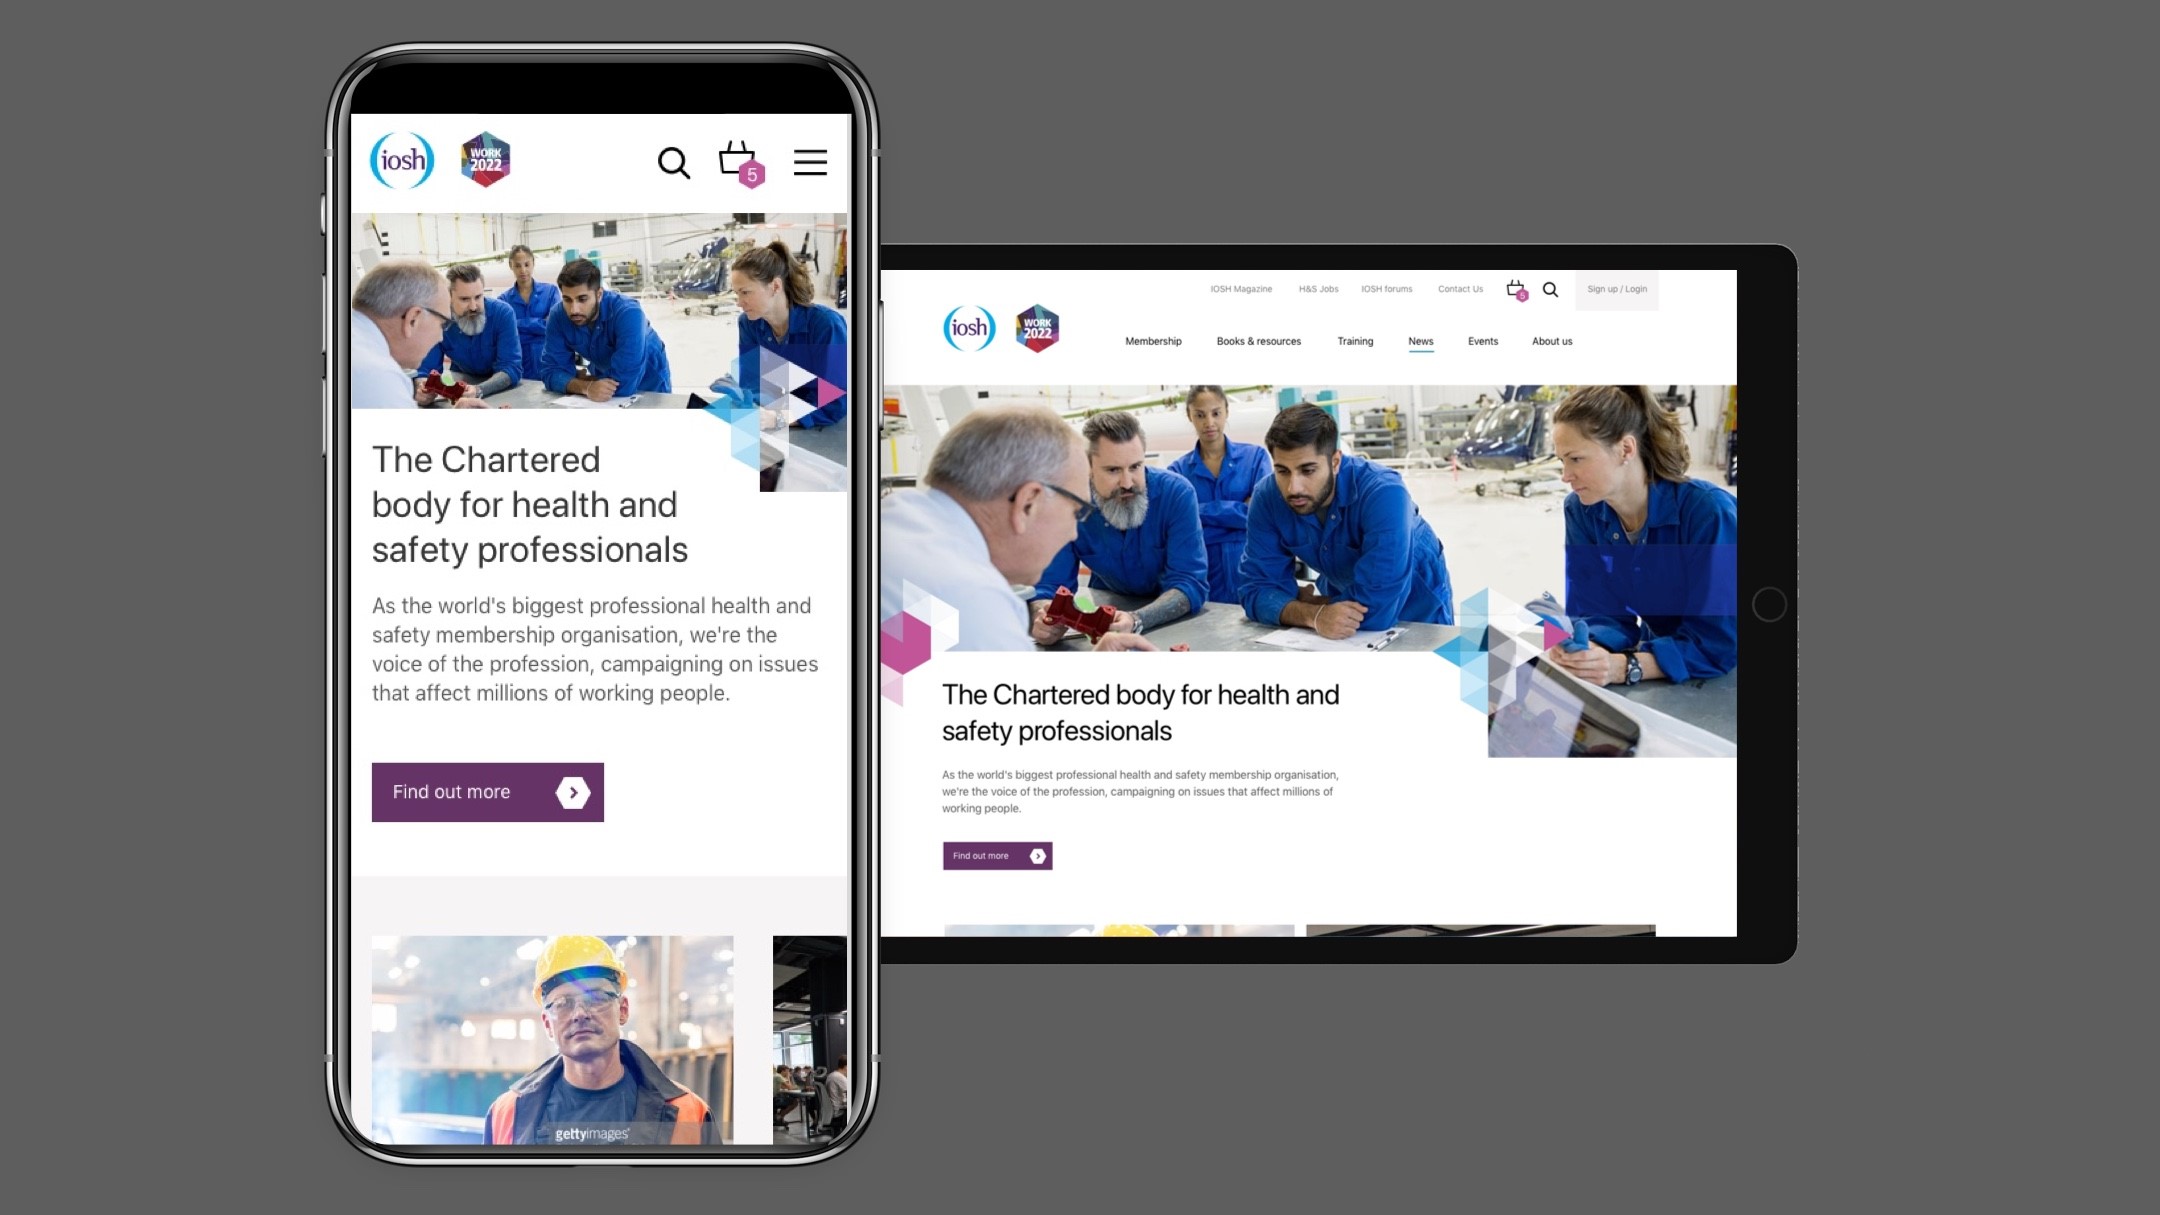 iosh
WORK
2022
5
The Chartered
body for health and
safety professionals
As the world's biggest professional health and
safety membership organisation, we're the
voice of the profession, campaigning on issues
that affect millions of working people.
Find out more
gettyimages
IOSH Magazine
H&S Jobs
IOSH forums
Contact Us
5
Sign up / Login
iosh
WORK
2022
Membership
Books & resources
Training
News
Events
About us
The Chartered body for health and
safety professionals
As the world's biggest professional health and safety membership organisation,
we're the voice of the profession, campaigning on issues that affect millions of
working people.
Find out more